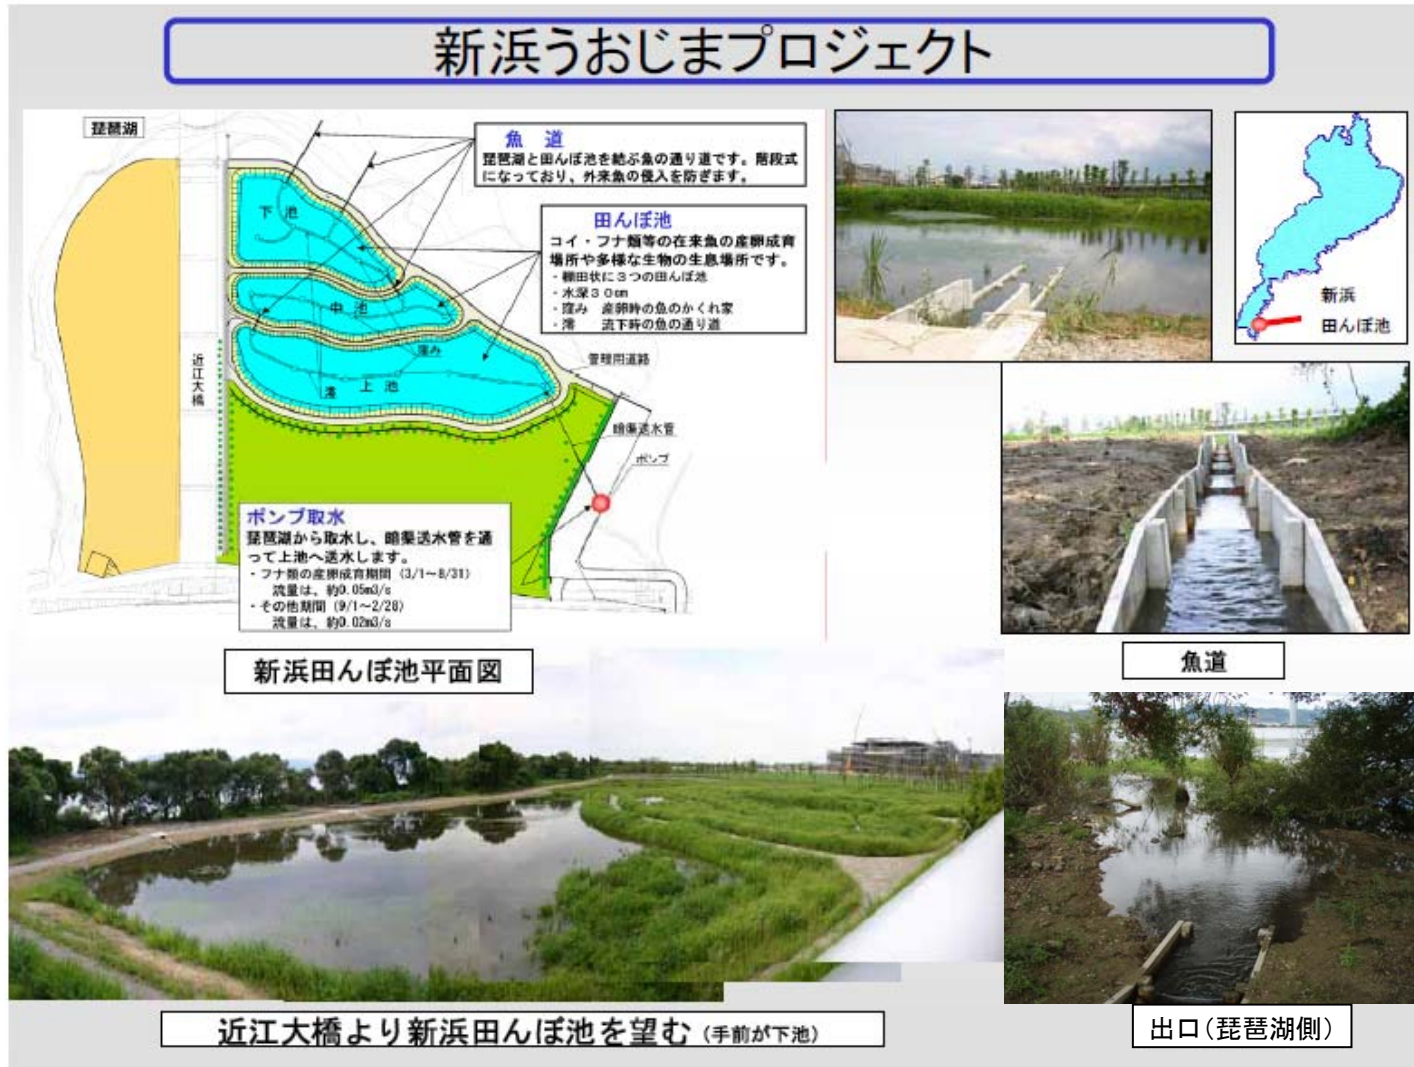 新浜うおじまプロジェクト
琵琶湖
魚 道
琵琶湖と田んぼ池を結ぶ魚の通り道です。階段式
になっており、外来魚の侵入を防ぎます。
田んぼ池
コイ・フナ類等の在来魚の産卵成育
場所や多様な生物の生息場所です。
・棚田状に3つの田んぼ池
・水深30cm
・窪み 産卵時の魚のかくれ家
・澪 流下時の魚の通り道
下 池
中 池
窪み
澪 上 池
近江大橋
管理用道路
暗渠送水管
ポンプ
ポンプ取水
琵琶湖から取水し、暗渠送水管を通
って上池へ送水します。
・フナ類の産卵成育期間(3/1~8/31)
流量は、約0.05m3/s
・その他期間(9/1~2/28)
流量は、約0.02m3/s
新浜田んぼ池平面図
新浜
田んぼ池
魚道
近江大橋より新浜田んぼ池を望む(手前が下池)
出口(琵琶湖側)